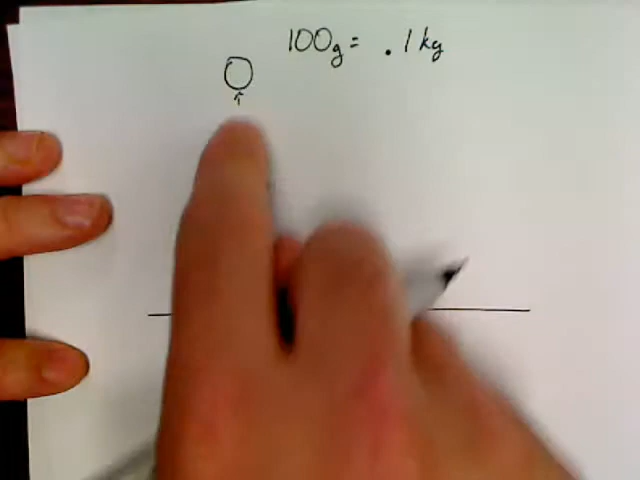 100g = .1 kg